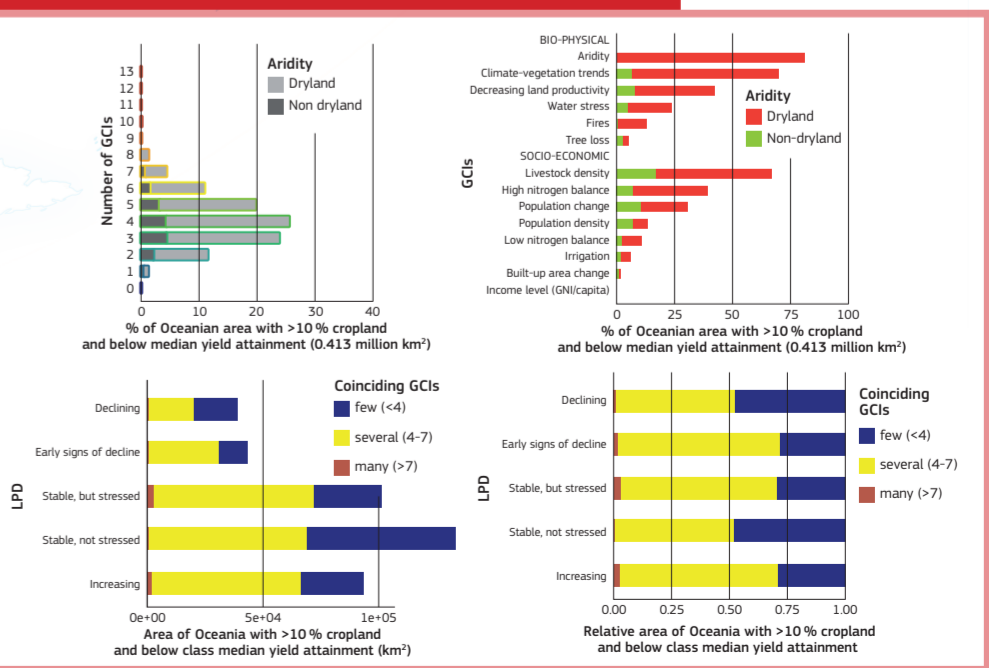 Number of GCIs
13
12
11
10
9
8
7
6
5
4
3
2
1
0
Aridity
Dryland
Non dryland
0 10 20 30 40
% of Oceanian area with >10 % cropland
and below median yield attainment (0.413 million km²)
GCIs
BIO-PHYSICAL
Aridity
Climate-vegetation trends
Decreasing land productivity
Water stress
Fires
Tree loss
SOCIO-ECONOMIC
Livestock density
High nitrogen balance
Population change
Population density
Low nitrogen balance
Irrigation
Built-up area change
Income level (GNI/capita)
Aridity
Dryland
Non-dryland
0 25 50 75 100
% of Oceanian area with >10 % cropland
and below median yield attainment (0.413 million km²)
LPD
Declining
Early signs of decline
Stable, but stressed
Stable, not stressed
Increasing
Coinciding GCIs
few (<4)
several (4-7)
many (>7)
0e+00 5e+04 1e+05
Area of Oceania with >10 % cropland
and below class median yield attainment (km²)
LPD
Declining
Early signs of decline
Stable, but stressed
Stable, not stressed
Increasing
Coinciding
GCIs
few (<4)
several (4-7)
many (>7)
0.00 0.25 0.50 0.75 1.00
Relative area of Oceania with >10 % cropland
and below class median yield attainment